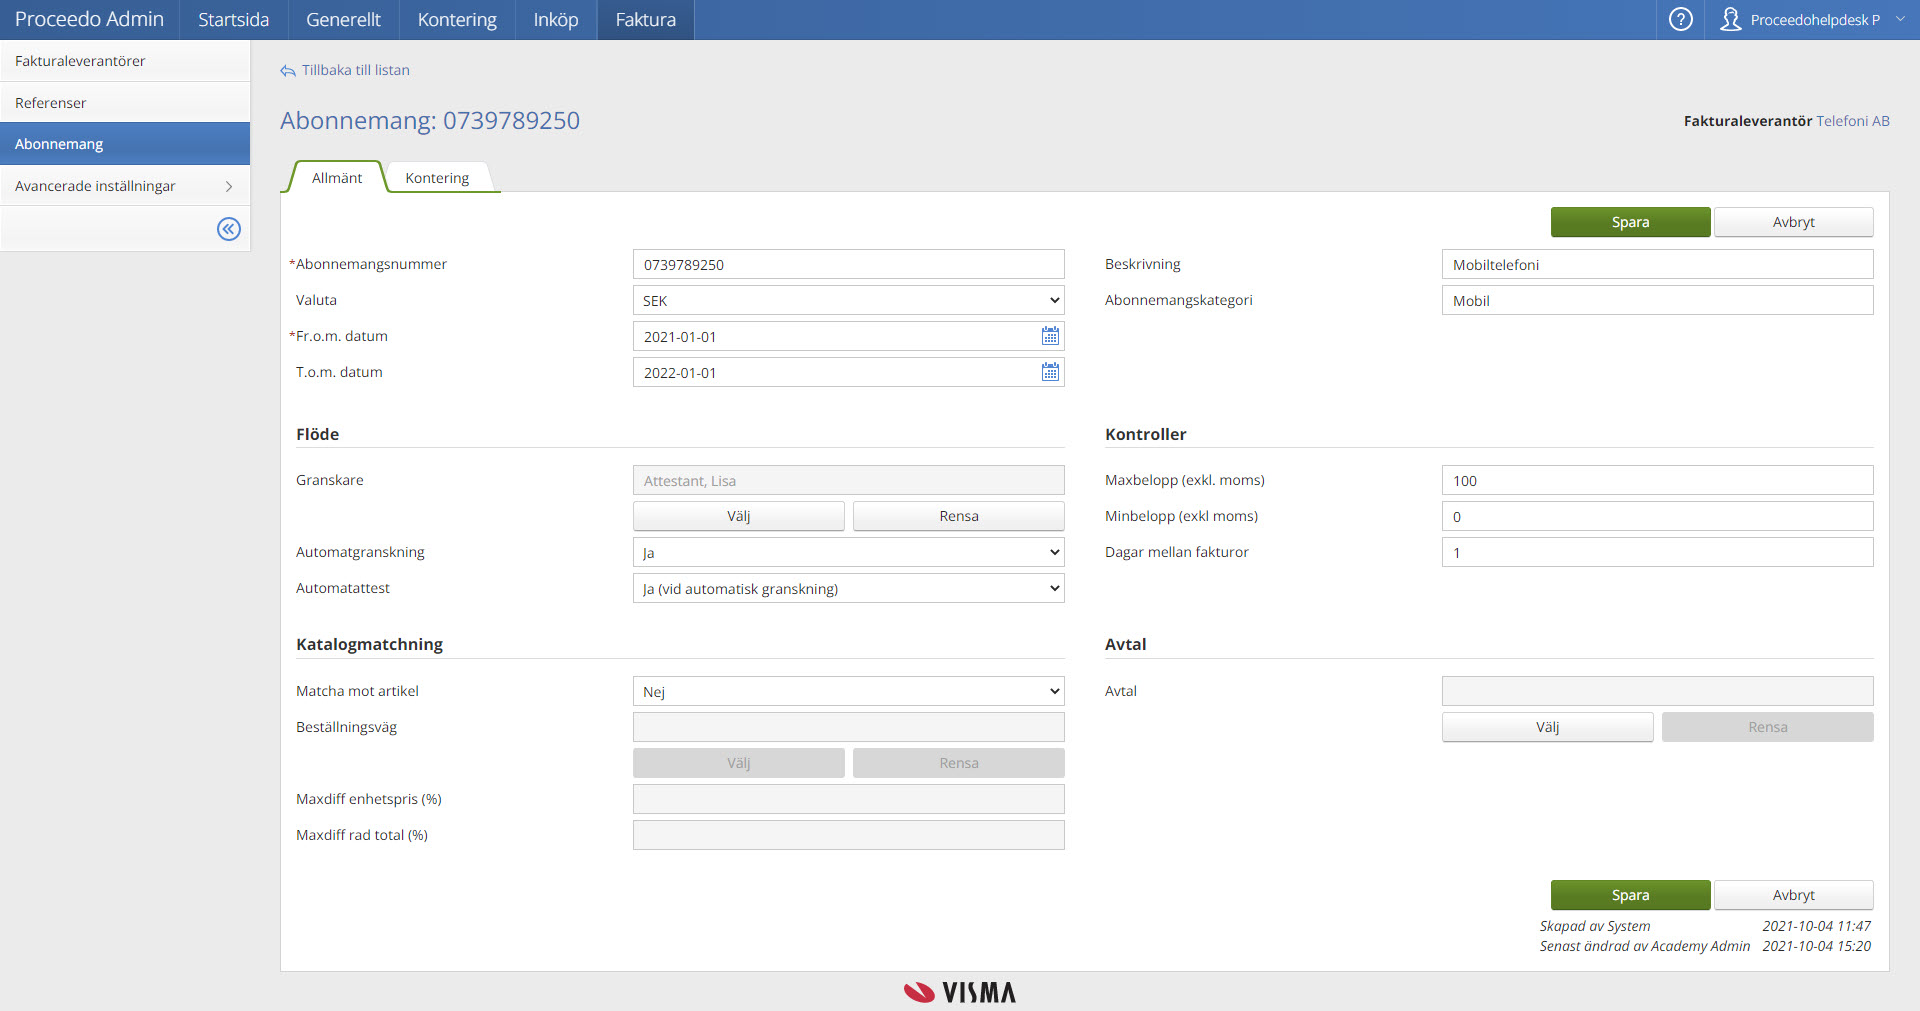 Proceedo Admin Startsida Generellt Kontering Inköp Faktura ? Proceedohelpdesk P
Fakturaleverantörer
Referenser
Abonnemang
Avancerade inställningar
Tillbaka till listan
Abonnemang: 0739789250
Fakturaleverantör Telefoni AB
Allmänt Kontering
Spara Avbryt
*Abonnemangsnummer 0739789250 Beskrivning Mobiltelefoni
Valuta SEK Abonnemangskategori Mobil
*Fr.o.m. datum 2021-01-01
T.o.m. datum 2022-01-01
Flöde Kontroller
Granskare Attestant, Lisa Maxbelopp (exkl. moms) 100
Välj Rensa Minbelopp (exkl moms) 0
Automatgranskning Ja Dagar mellan fakturor 1
Automatattest Ja (vid automatisk granskning)
Katalogmatchning Avtal
Matcha mot artikel Nej Avtal
Beställningsväg Välj Rensa
Välj Rensa
Maxdiff enhetspris (%)
Maxdiff rad total (%)
Spara Avbryt
Skapad av System 2021-10-04 11:47
Senast ändrad av Academy Admin 2021-10-04 15:20
VISMA